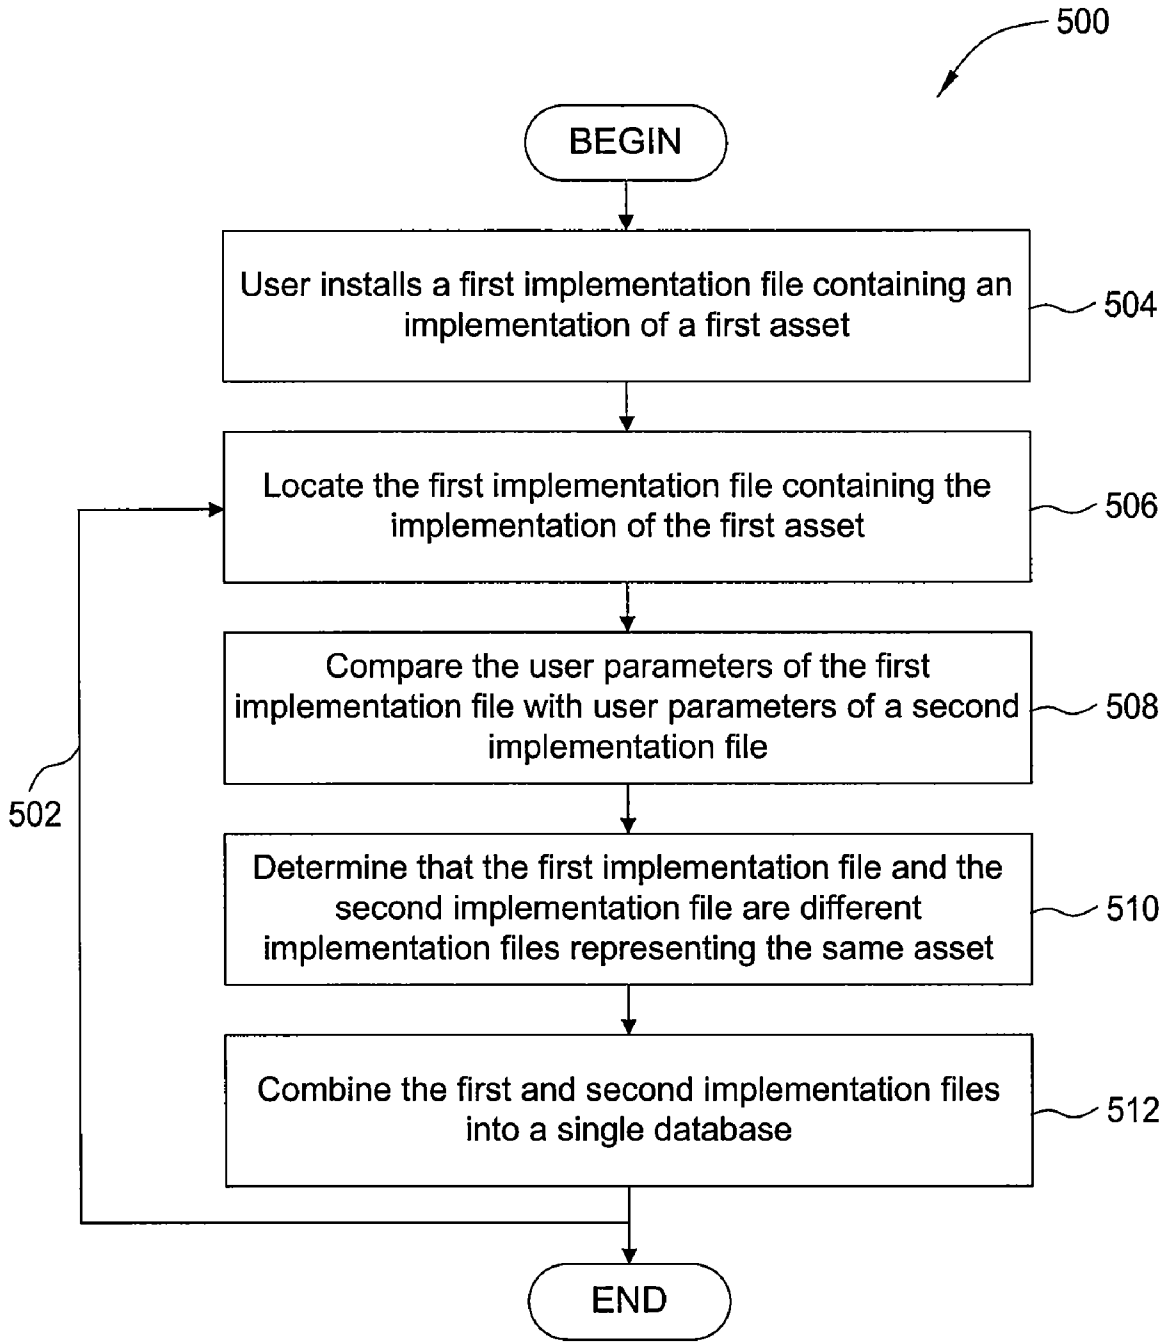 500
BEGIN
User installs a first implementation file containing an
implementation of a first asset
504
Locate the first implementation file containing the
implementation of the first asset
506
Compare the user parameters of the first
implementation file with user parameters of a second
implementation file
508
502
Determine that the first implementation file and the
second implementation file are different
implementation files representing the same asset
510
Combine the first and second implementation files
into a single database
512
END